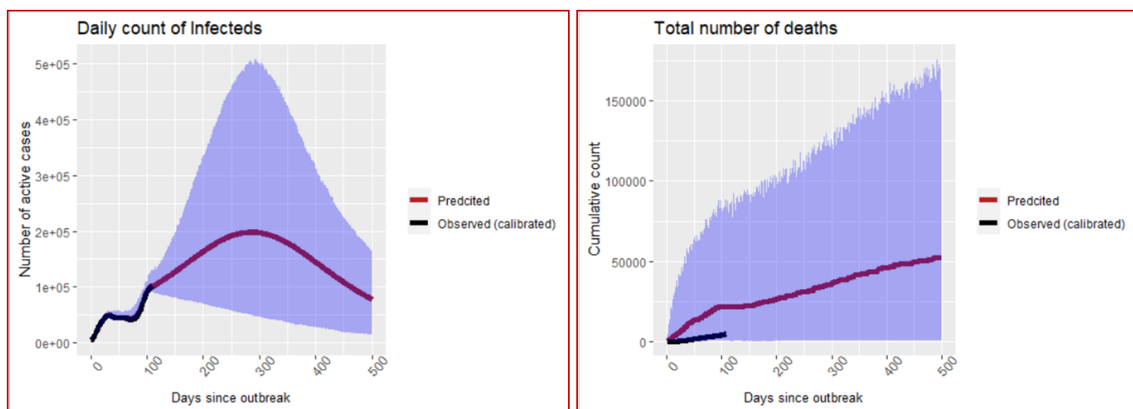 Daily count of Infecteds
Number of active cases
5e+05
4e+05
3e+05
2e+05
1e+05
0e+00
0 100 200 300 400 500
Days since outbreak
Predcited
Observed (calibrated)
Total number of deaths
Cumulative count
150000
100000
50000
0
0 100 200 300 400 500
Days since outbreak
Predcited
Observed (calibrated)